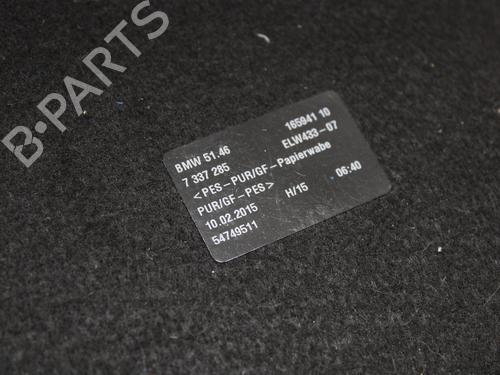 B-PARTS
BMW 51.46 165941 10
7 337 285 ELW433-07
<PES-PUR/GF-Papierwabe
PUR/GF-PES>
10.02.2015 H/15 06:40
54749511